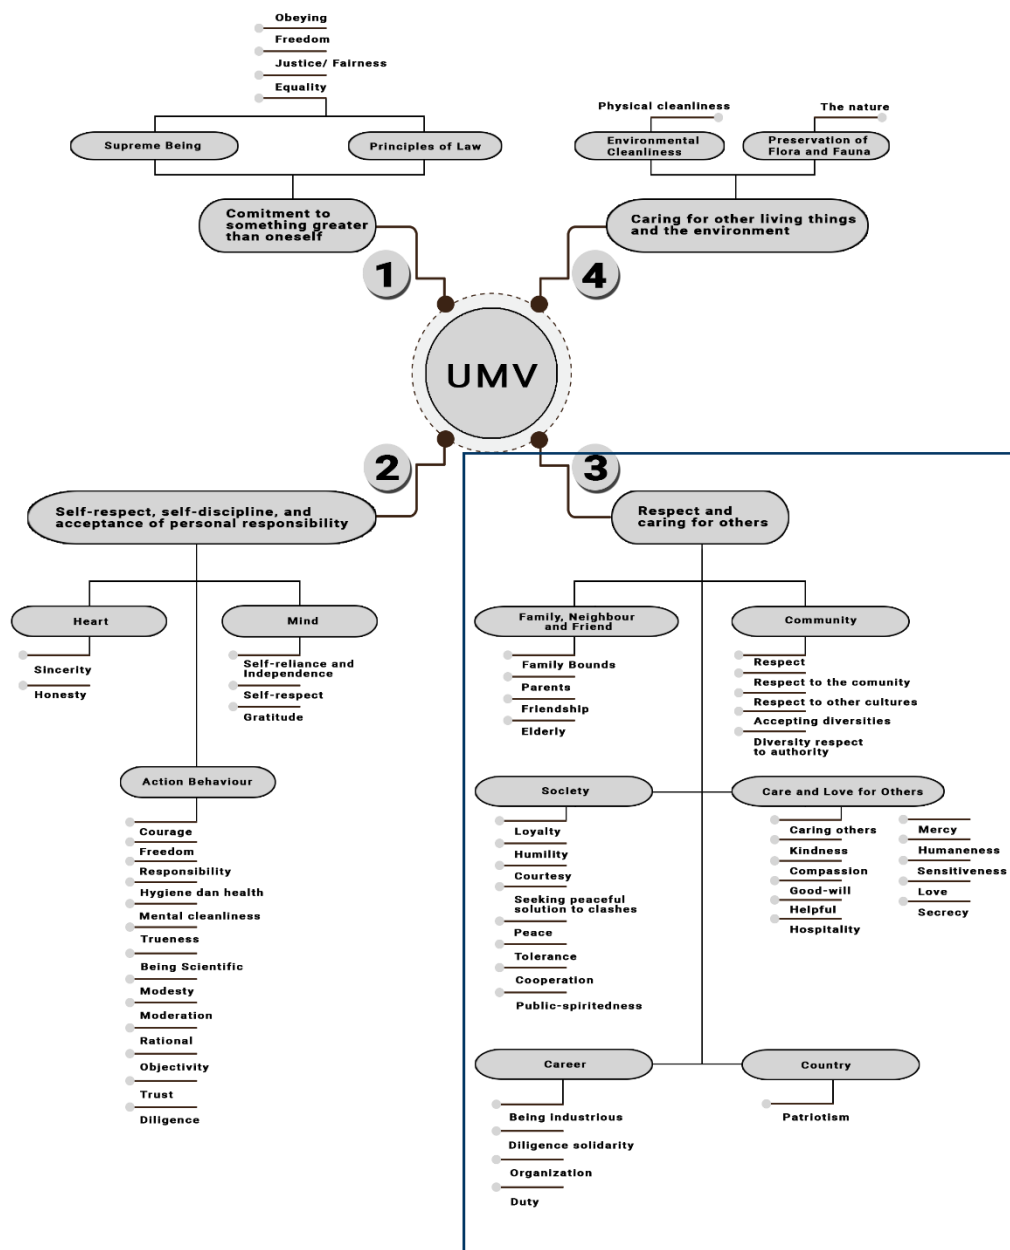 Obeying
Freedom
Justice/ Fairness
Equality
Supreme Being
Principles of Law
Comitment to
something greater
than oneself
1
Physical cleanliness
The nature
Environmental
Cleanliness
Preservation of
Flora and Fauna
Caring for other living things
and the environment
4
UMV
2
Self-respect, self-discipline, and
acceptance of personal responsibility
Heart
Sincerity
Honesty
Mind
Self-reliance and
Independence
Self-respect
Gratitude
Action Behaviour
Courage
Freedom
Responsibility
Hygiene dan health
Mental cleanliness
Trueness
Being Scientific
Modesty
Moderation
Rational
Objectivity
Trust
Diligence
3
Respect and
caring for others
Family, Neighbour
and Friend
Family Bounds
Parents
Friendship
Elderly
Community
Respect
Respect to the comunity
Respect to other cultures
Accepting diversities
Diversity respect
to authority
Society
Loyalty
Humility
Courtesy
Seeking peaceful
solution to clashes
Peace
Tolerance
Cooperation
Public-spiritedness
Care and Love for Others
Caring others
Kindness
Compassion
Good-will
Helpful
Hospitality
Mercy
Humaneness
Sensitiveness
Love
Secrecy
Career
Being industrious
Diligence solidarity
Organization
Duty
Country
Patriotism